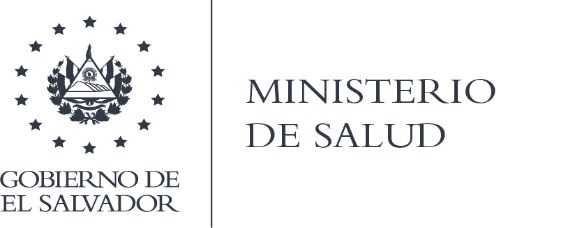 GOBIERNO DE
EL SALVADOR
MINISTERIO
DE SALUD